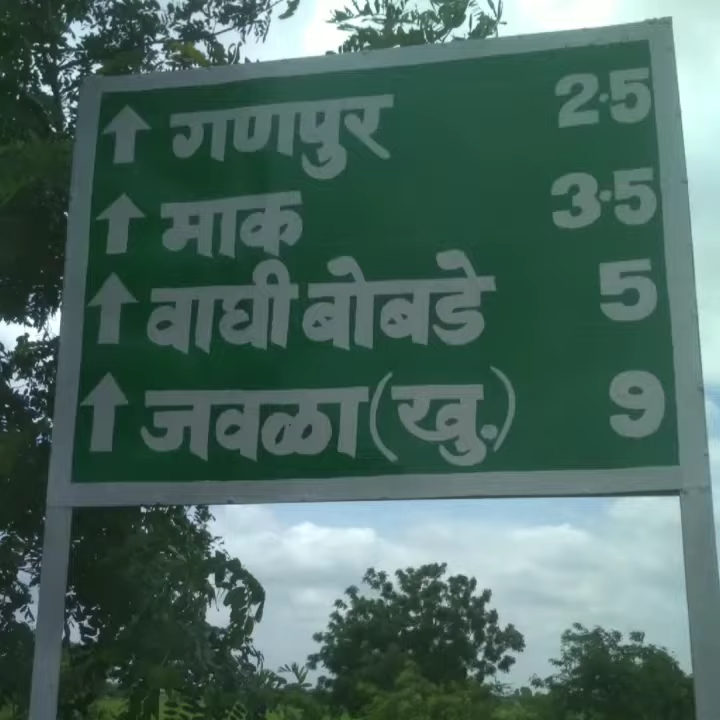 ↑ गणपुर 2.5
↑ माक 3.5
↑ वाघी बोबडे 5
↑ जवळा (खु.) 9